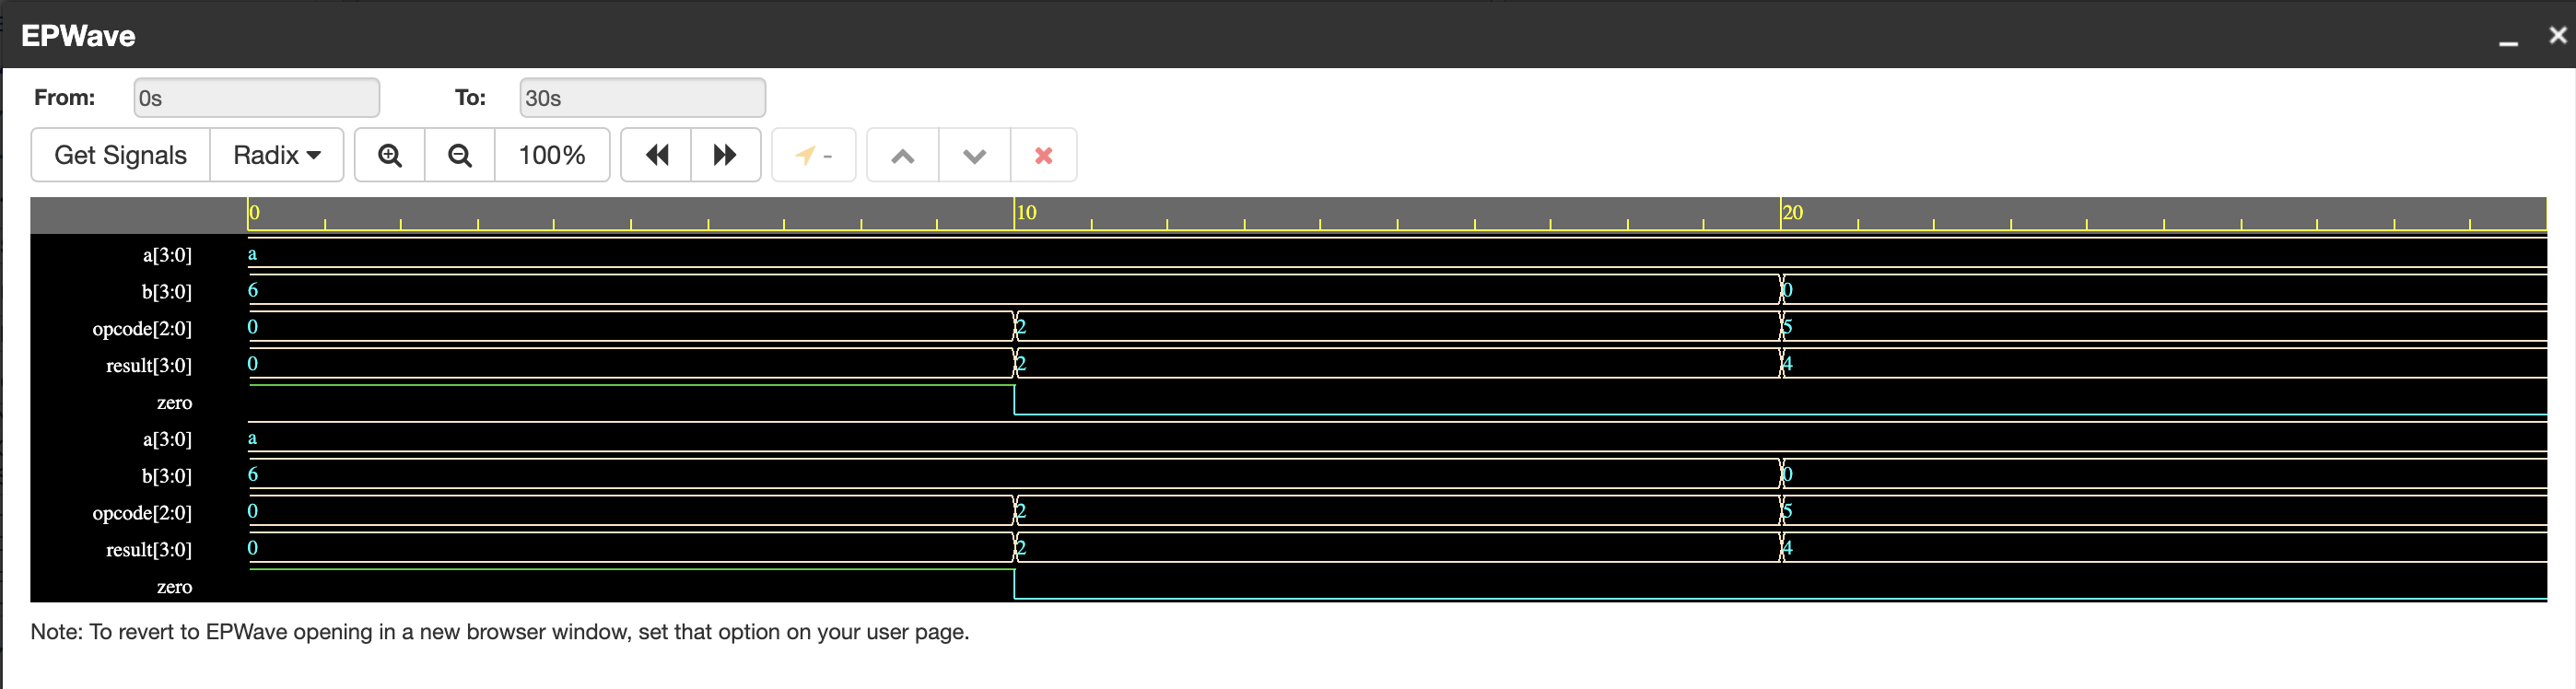 EPWave
From: 0s To: 30s
Get Signals Radix 100% -
0 10 20
a[3:0] a
b[3:0] 6 0
opcode[2:0] 0 2 5
result[3:0] 0 2 4
zero
a[3:0] a
b[3:0] 6 0
opcode[2:0] 0 2 5
result[3:0] 0 2 4
zero
Note: To revert to EPWave opening in a new browser window, set that option on your user page.